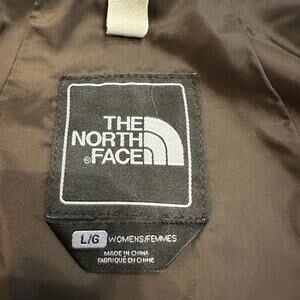 THE
NORTH
FACE
®
L/G WOMENS/FEMMES
MADE IN CHINA
FABRIQUÉ EN CHINE